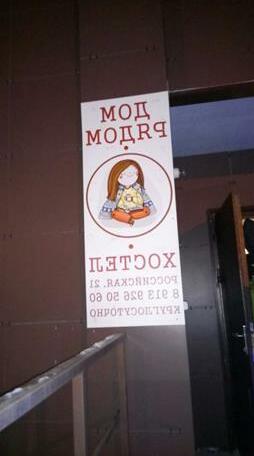 ДОМ
РЯДОМ
ХОСТЕЛ
РОССИЙСКАЯ, 21
8 913 926 50 60
КРУГЛОСУТОЧНО